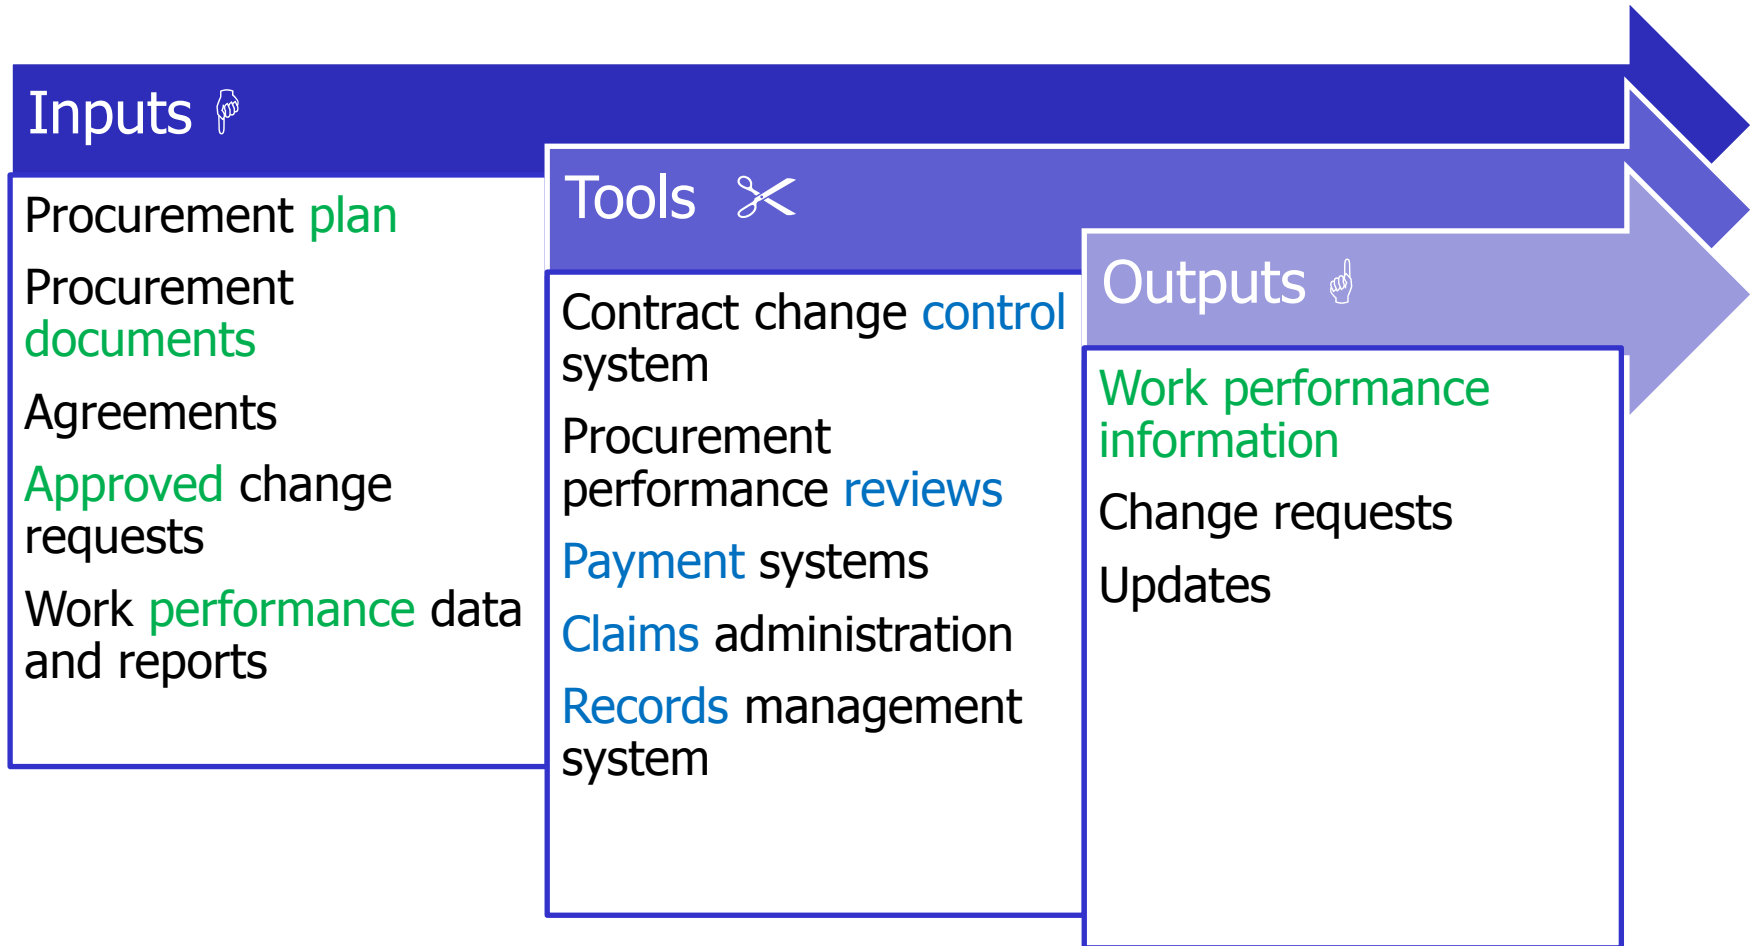 Inputs
Procurement plan
Procurement
documents
Agreements
Approved change
requests
Work performance data
and reports
Tools
Contract change control
system
Procurement
performance reviews
Payment systems
Claims administration
Records management
system
Outputs
Work performance
information
Change requests
Updates